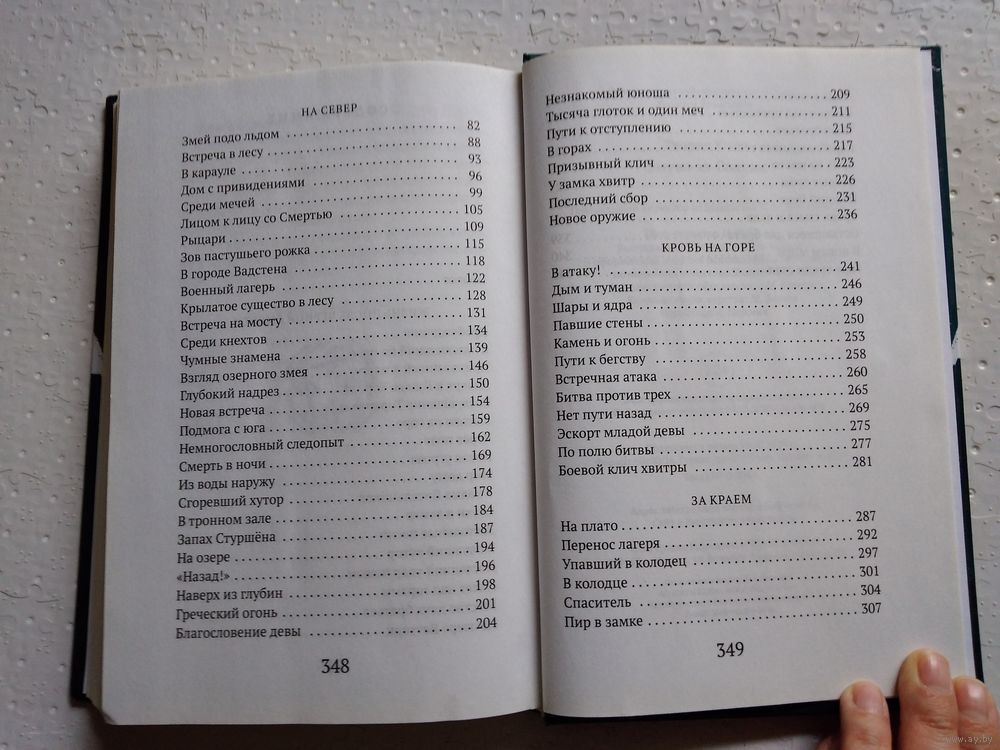 НА СЕВЕР
Змей подо льдом ..... 82
Встреча в лесу ..... 88
В карауле ..... 93
Дом с привидениями ..... 96
Среди мечей ..... 99
Лицом к лицу со Смертью ..... 105
Рыцари ..... 109
Зов пастушьего рожка ..... 115
В городе Вадстена ..... 118
Военный лагерь ..... 122
Крылатое существо в лесу ..... 128
Встреча на мосту ..... 131
Среди кнехтов ..... 134
Чумные знамена ..... 139
Взгляд озерного змея ..... 146
Глубокий надрез ..... 150
Новая встреча ..... 154
Подмога с юга ..... 159
Немногословный следопыт ..... 162
Смерть в ночи ..... 169
Из воды наружу ..... 174
Сгоревший хутор ..... 178
В тронном зале ..... 184
Запах Стуршёна ..... 187
На озере ..... 194
«Назад!» ..... 196
Наверх из глубин ..... 198
Греческий огонь ..... 201
Благословение девы ..... 204
348
Незнакомый юноша ..... 209
Тысяча глоток и один меч ..... 211
Пути к отступлению ..... 215
В горах ..... 217
Призывный клич ..... 223
У замка хвитр ..... 226
Последний сбор ..... 231
Новое оружие ..... 236
КРОВЬ НА ГОРЕ
В атаку! ..... 241
Дым и туман ..... 246
Шары и ядра ..... 249
Павшие стены ..... 250
Камень и огонь ..... 253
Пути к бегству ..... 258
Встречная атака ..... 260
Битва против трех ..... 265
Нет пути назад ..... 269
Эскорт младой девы ..... 275
По полю битвы ..... 277
Боевой клич хвитры ..... 281
ЗА КРАЕМ
На плато ..... 287
Перенос лагеря ..... 292
Упавший в колодец ..... 297
В колодце ..... 301
Спаситель ..... 304
Пир в замке ..... 307
349
www.ay.by